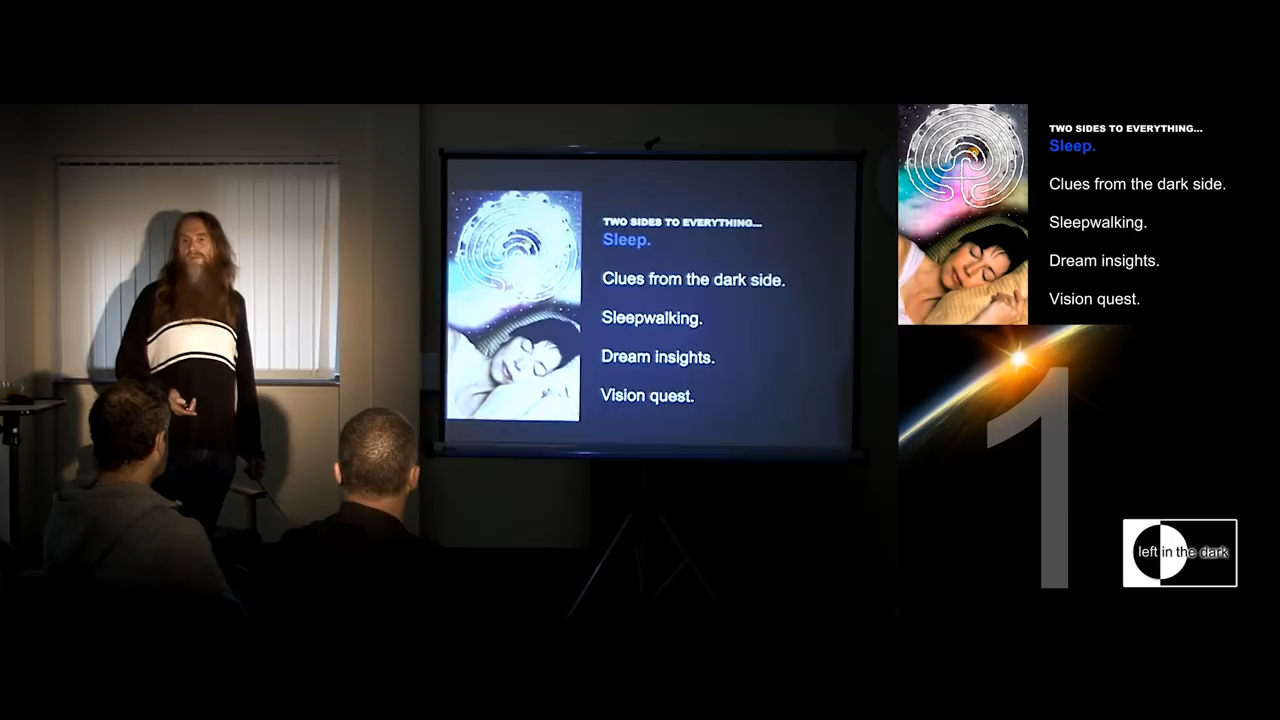 TWO SIDES TO EVERYTHING...
Sleep.
Clues from the dark side.
Sleepwalking.
Dream insights.
Vision quest.
TWO SIDES TO EVERYTHING...
Sleep.
Clues from the dark side.
Sleepwalking.
Dream insights.
Vision quest.
1
left in the dark